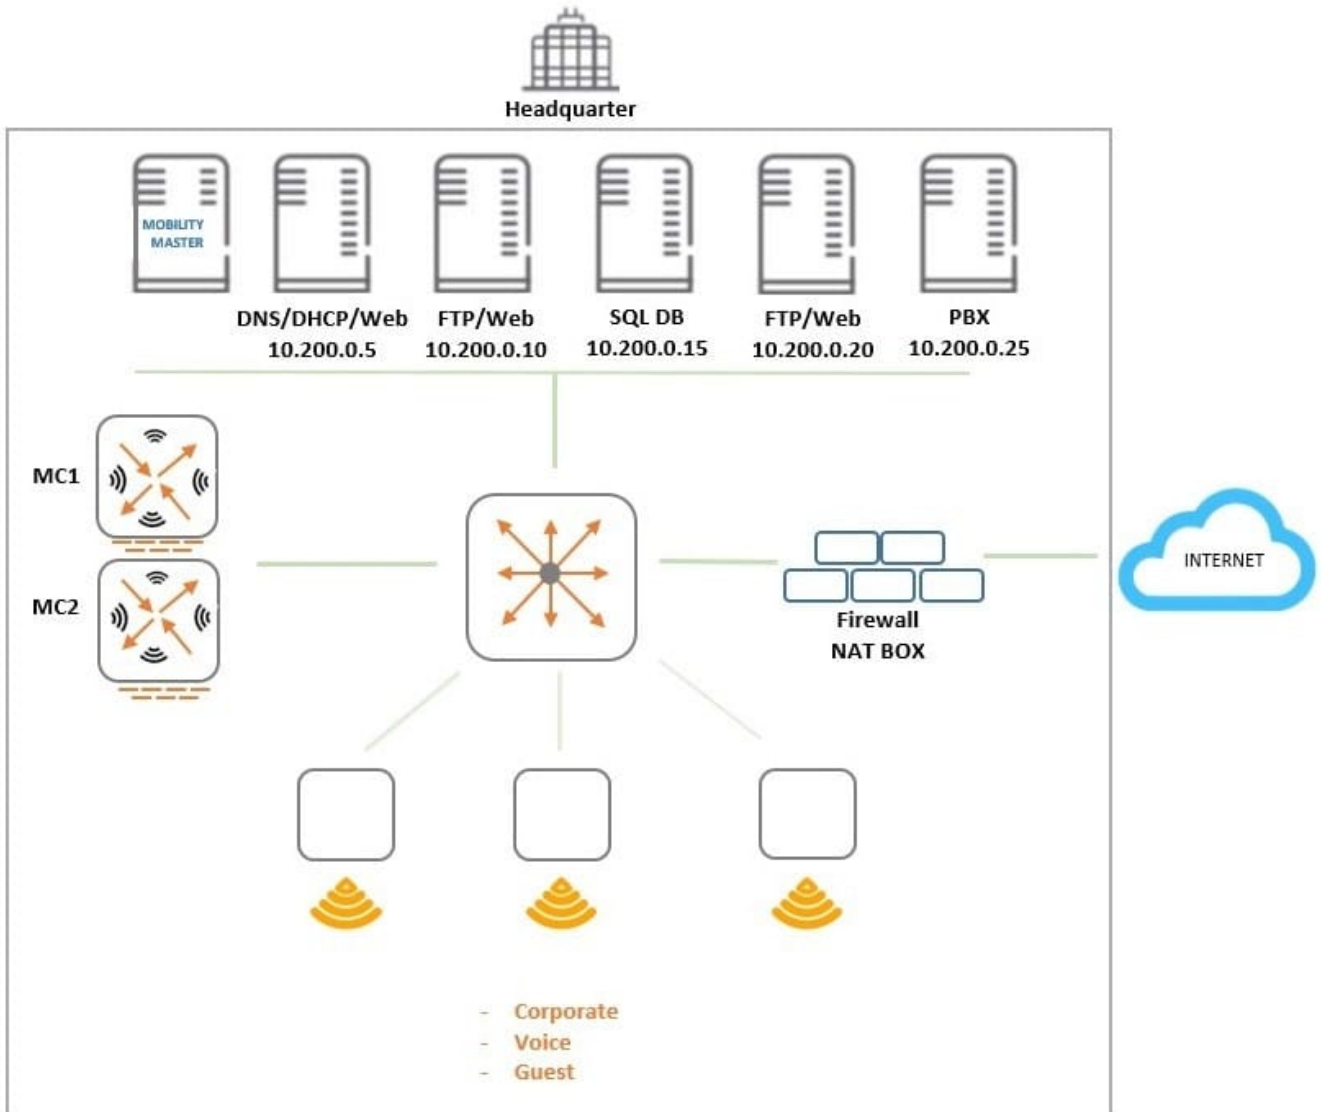 Headquarter
MOBILITY
MASTER
DNS/DHCP/Web
10.200.0.5
FTP/Web
10.200.0.10
SQL DB
10.200.0.15
FTP/Web
10.200.0.20
PBX
10.200.0.25
MC1
MC2
Firewall
NAT BOX
INTERNET
- Corporate
- Voice
- Guest